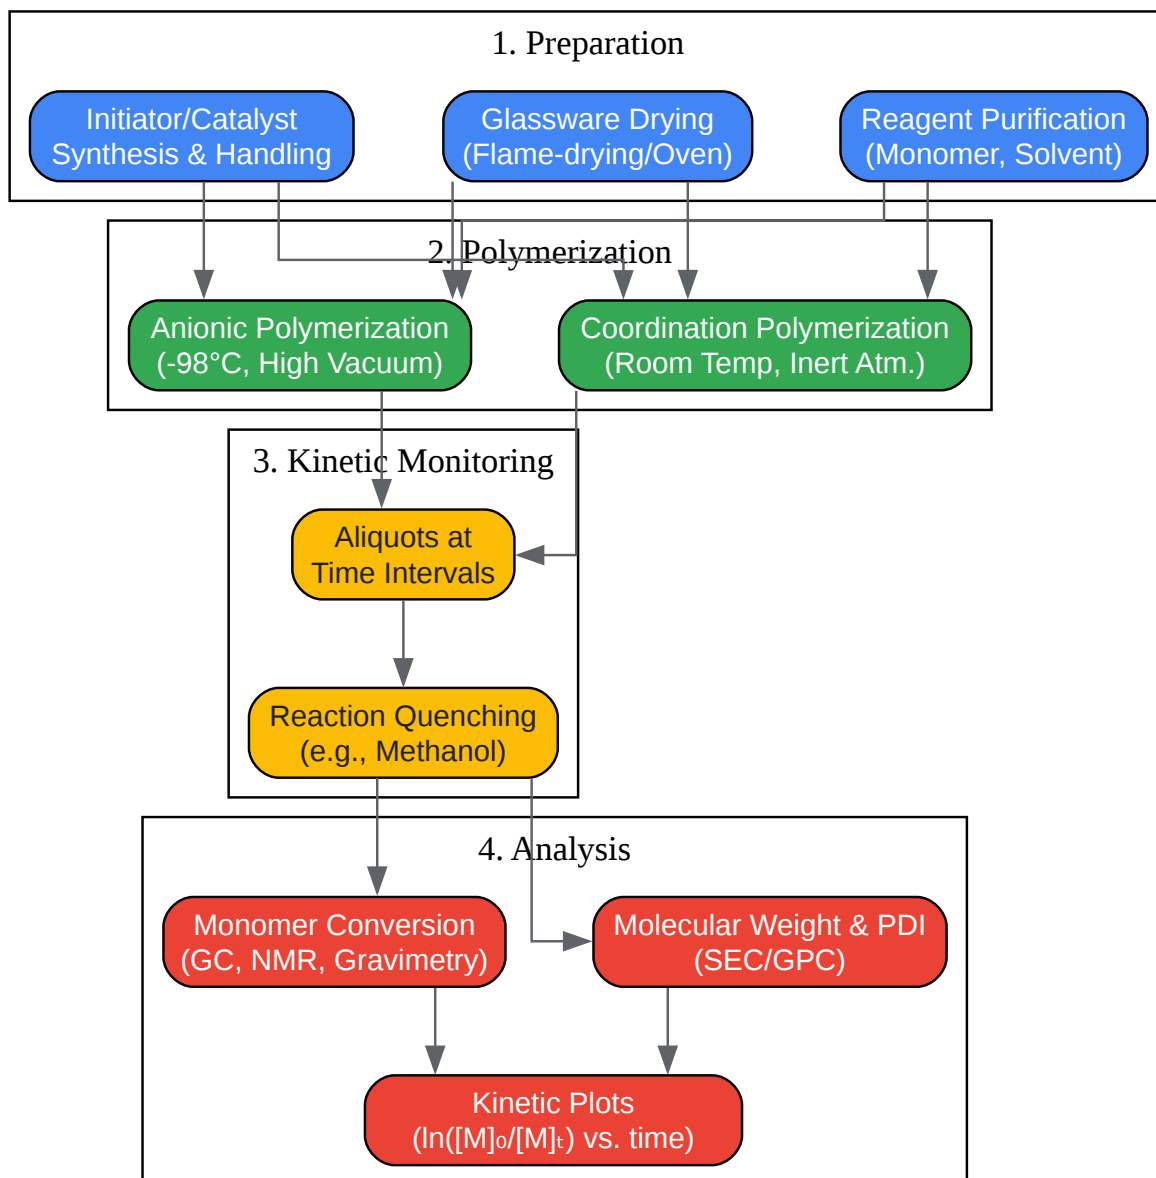 1. Preparation
Initiator/Catalyst
Synthesis & Handling
Glassware Drying
(Flame-drying/Oven)
Reagent Purification
(Monomer, Solvent)
2. Polymerization
Anionic Polymerization
(-98°C, High Vacuum)
Coordination Polymerization
(Room Temp, Inert Atm.)
3. Kinetic Monitoring
Aliquots at
Time Intervals
Reaction Quenching
(e.g., Methanol)
4. Analysis
Monomer Conversion
(GC, NMR, Gravimetry)
Molecular Weight & PDI
(SEC/GPC)
Kinetic Plots
(ln([M]₀/[M]ₜ) vs. time)